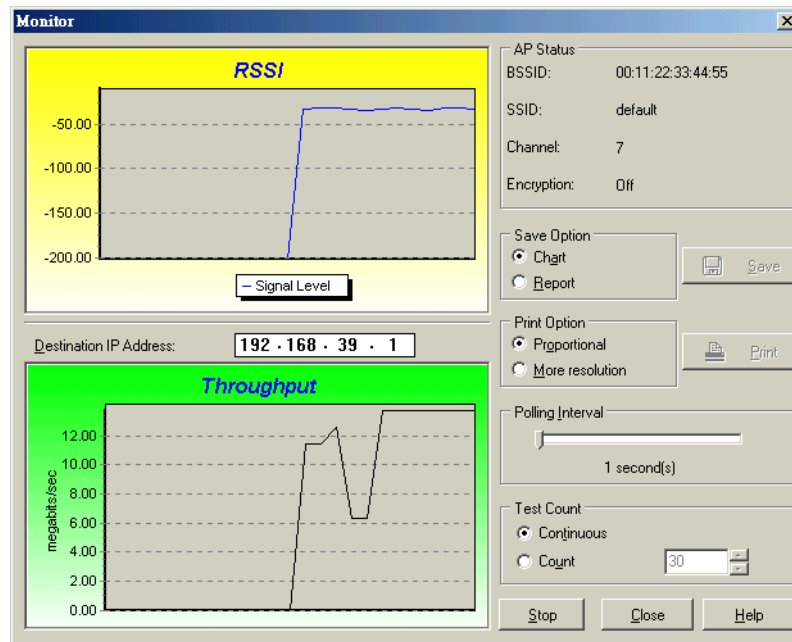 Monitor
RSSI
-50.00
-100.00
-150.00
-200.00
Signal Level
Destination IP Address: 192 . 168 . 39 . 1
Throughput
megabits/sec
12.00
10.00
8.00
6.00
4.00
2.00
0.00
AP Status
BSSID: 00:11:22:33:44:55
SSID: default
Channel: 7
Encryption: Off
Save Option
Chart
Report
Save
Print Option
Proportional
More resolution
Print
Polling Interval
1 second(s)
Test Count
Continuous
Count 30
Stop Close Help